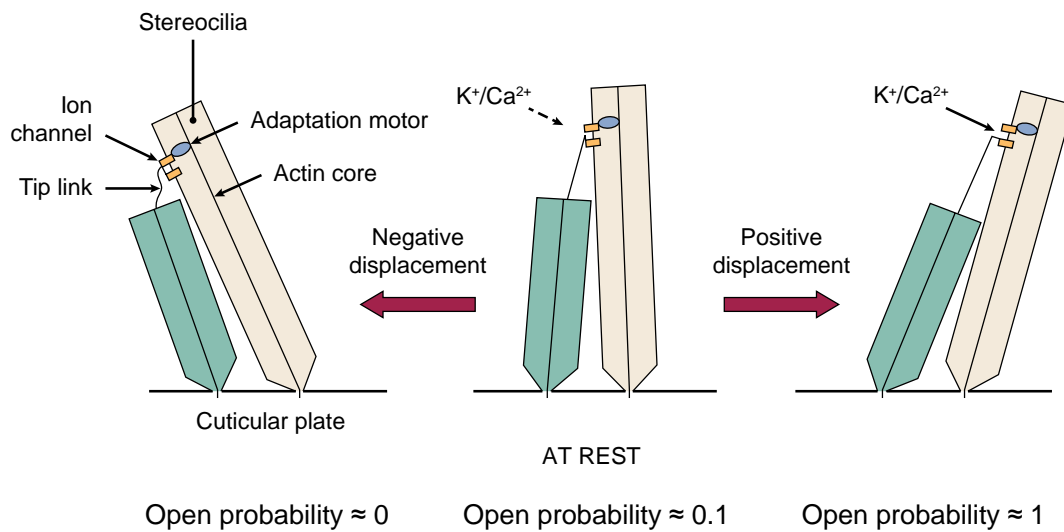 Stereocilia
Ion
channel
Adaptation motor
Tip link
Actin core
K⁺/Ca²⁺
K⁺/Ca²⁺
Negative
displacement
Positive
displacement
Cuticular plate
AT REST
Open probability ≈ 0
Open probability ≈ 0.1
Open probability ≈ 1